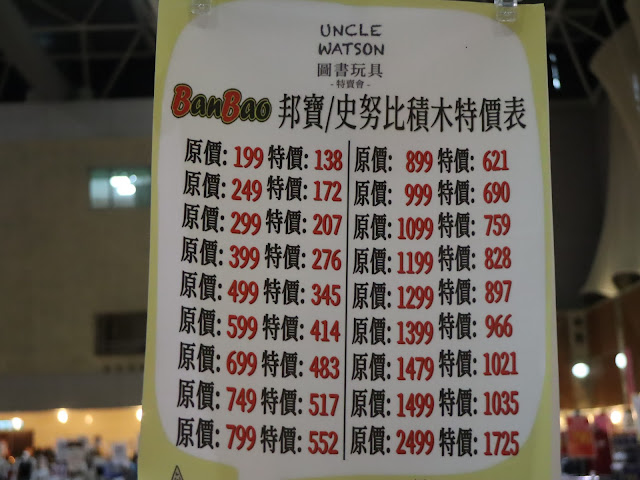 UNCLE
WATSON
圖書玩具
-特賣會-
BanBao 邦寶/史努比積木特價表
原價: 199 特價: 138
原價: 249 特價: 172
原價: 299 特價: 207
原價: 399 特價: 276
原價: 499 特價: 345
原價: 599 特價: 414
原價: 699 特價: 483
原價: 749 特價: 517
原價: 799 特價: 552
原價: 899 特價: 621
原價: 999 特價: 690
原價: 1099 特價: 759
原價: 1199 特價: 828
原價: 1299 特價: 897
原價: 1399 特價: 966
原價: 1479 特價: 1021
原價: 1499 特價: 1035
原價: 2499 特價: 1725